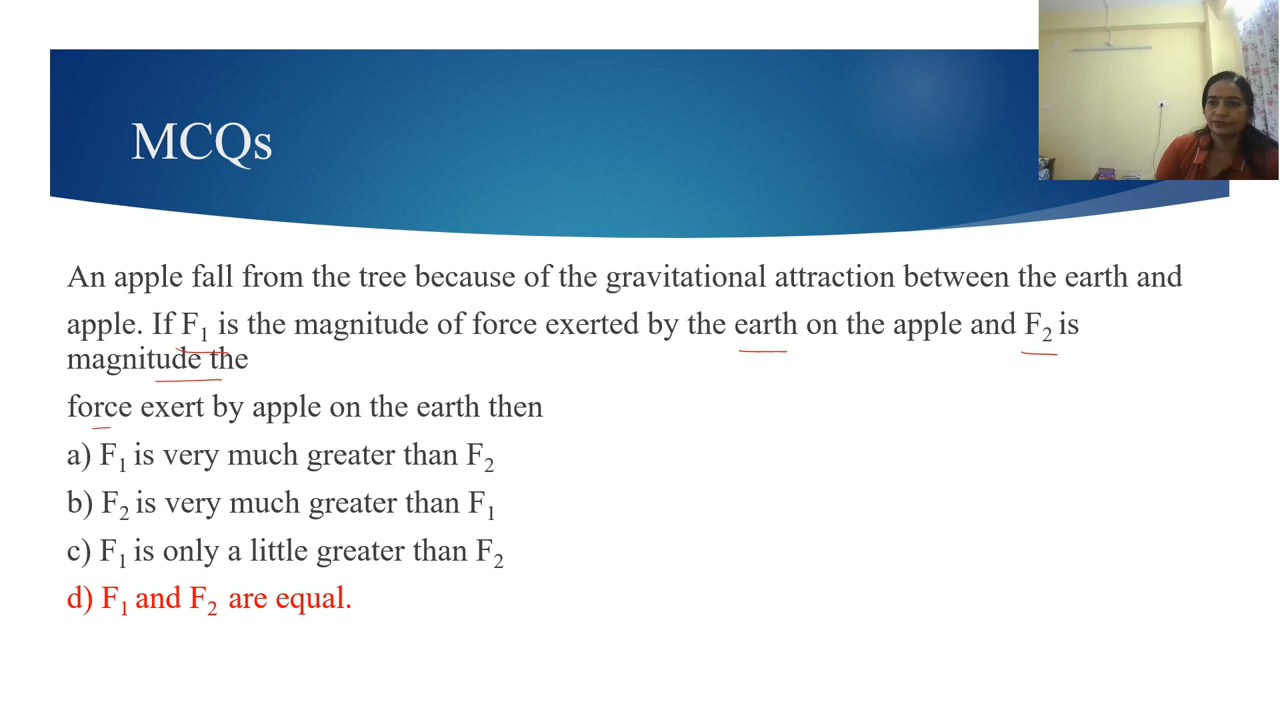 MCQs
An apple fall from the tree because of the gravitational attraction between the earth and
apple. If F₁ is the magnitude of force exerted by the earth on the apple and F₂ is
magnitude the
force exert by apple on the earth then
a) F₁ is very much greater than F₂
b) F₂ is very much greater than F₁
c) F₁ is only a little greater than F₂
d) F₁ and F₂ are equal.